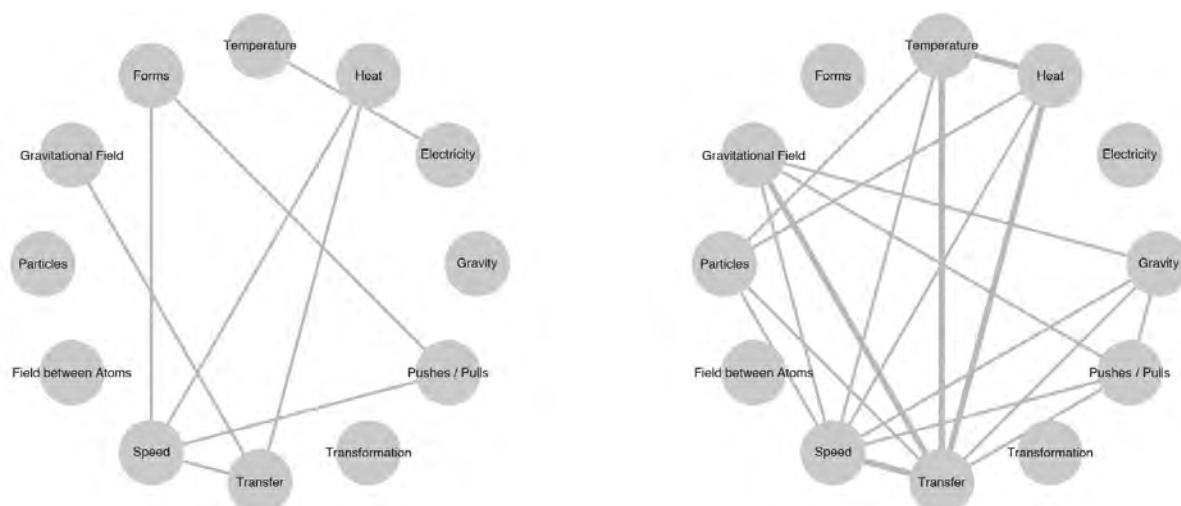 Temperature
Forms
Heat
Gravitational Field
Electricity
Particles
Gravity
Field between Atoms
Pushes / Pulls
Speed
Transformation
Transfer
Temperature
Forms
Heat
Gravitational Field
Electricity
Particles
Gravity
Field between Atoms
Pushes / Pulls
Speed
Transformation
Transfer